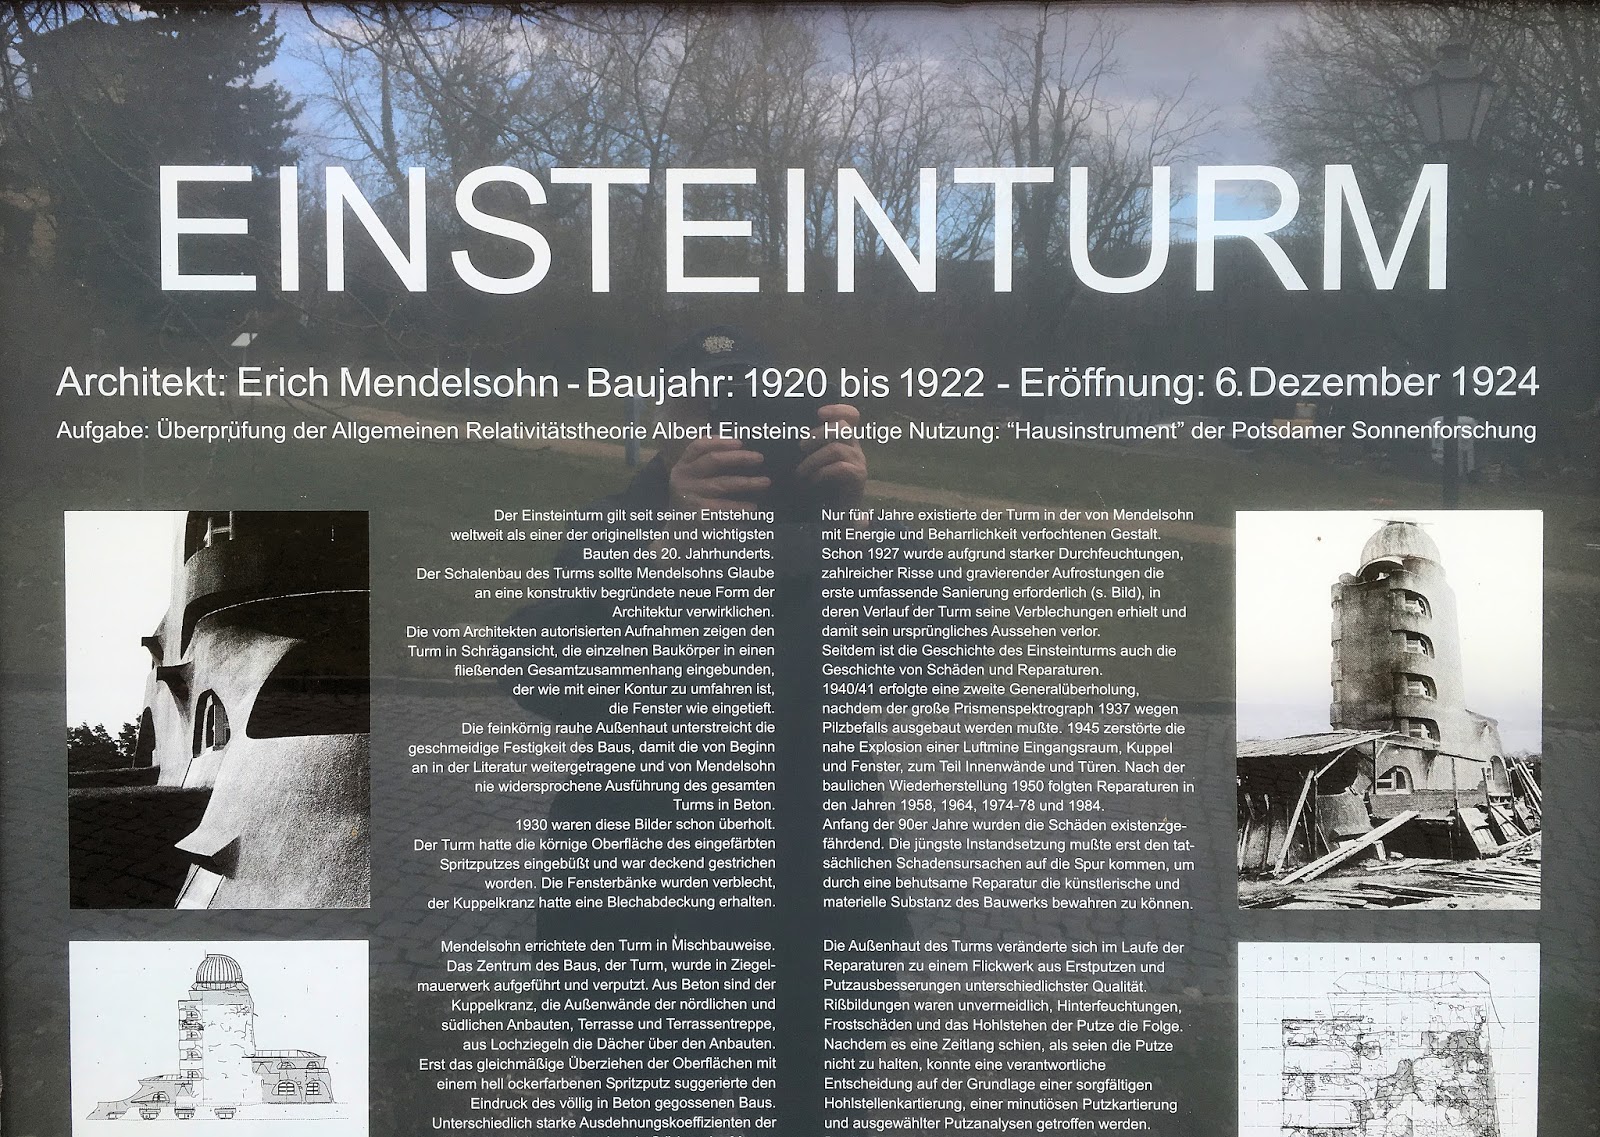 EINSTEINTURM
Architekt: Erich Mendelsohn - Baujahr: 1920 bis 1922 - Eröffnung: 6. Dezember 1924
Aufgabe: Überprüfung der Allgemeinen Relativitätstheorie Albert Einsteins. Heutige Nutzung: “Hausinstrument” der Potsdamer Sonnenforschung
Der Einsteinturm gilt seit seiner Entstehung
weltweit als einer der originellsten und wichtigsten
Bauten des 20. Jahrhunderts.
Der Schalenbau des Turms sollte Mendelsohns Glaube
an eine konstruktiv begründete neue Form der
Architektur verwirklichen.
Die vom Architekten autorisierten Aufnahmen zeigen den
Turm in Schrägansicht, die einzelnen Baukörper in einen
fließenden Gesamtzusammenhang eingebunden,
der wie mit einer Kontur zu umfahren ist,
die Fenster wie eingetieft.
Die feinkörnig rauhe Außenhaut unterstreicht die
geschmeidige Festigkeit des Baus, damit die von Beginn
an in der Literatur weitergetragene und von Mendelsohn
nie widersprochene Ausführung des gesamten
Turms in Beton.
1930 waren diese Bilder schon überholt.
Der Turm hatte die körnige Oberfläche des eingefärbten
Spritzputzes eingebüßt und war deckend gestrichen
worden. Die Fensterbänke wurden verblecht,
der Kuppelkranz hatte eine Blechabdeckung erhalten.
Mendelsohn errichtete den Turm in Mischbauweise.
Das Zentrum des Baus, der Turm, wurde in Ziegel-
mauerwerk aufgeführt und verputzt. Aus Beton sind der
Kuppelkranz, die Außenwände der nördlichen und
südlichen Anbauten, Terrasse und Terrassentreppe,
aus Lochziegeln die Dächer über den Anbauten.
Erst das gleichmäßige Überziehen der Oberflächen mit
einem hell ockerfarbenen Spritzputz suggerierte den
Eindruck des völlig in Beton gegossenen Baus.
Unterschiedlich starke Ausdehnungskoeffizienten der
Nur fünf Jahre existierte der Turm in der von Mendelsohn
mit Energie und Beharrlichkeit verfochtenen Gestalt.
Schon 1927 wurde aufgrund starker Durchfeuchtungen,
zahlreicher Risse und gravierender Aufrostungen die
erste umfassende Sanierung erforderlich (s. Bild), in
deren Verlauf der Turm seine Verblechungen erhielt und
damit sein ursprüngliches Aussehen verlor.
Seitdem ist die Geschichte des Einsteinturms auch die
Geschichte von Schäden und Reparaturen.
1940/41 erfolgte eine zweite Generalüberholung,
nachdem der große Prismenspektrograph 1937 wegen
Pilzbefalls ausgebaut werden mußte. 1945 zerstörte die
nahe Explosion einer Luftmine Eingangsraum, Kuppel
und Fenster, zum Teil Innenwände und Türen. Nach der
baulichen Wiederherstellung 1950 folgten Reparaturen in
den Jahren 1958, 1964, 1974-78 und 1984.
Anfang der 90er Jahre wurden die Schäden existenzge-
fährdend. Die jüngste Instandsetzung mußte erst den tat-
sächlichen Schadensursachen auf die Spur kommen, um
durch eine behutsame Reparatur die künstlerische und
materielle Substanz des Bauwerks bewahren zu können.
Die Außenhaut des Turms veränderte sich im Laufe der
Reparaturen zu einem Flickwerk aus Erstputzen und
Putzausbesserungen unterschiedlichster Qualität.
Rißbildungen waren unvermeidlich, Hinterfeuchtungen,
Frostschäden und das Hohlstehen der Putze die Folge.
Nachdem es eine Zeitlang schien, als seien die Putze
nicht zu halten, konnte eine verantwortliche
Entscheidung auf der Grundlage einer sorgfältigen
Hohlstellenkartierung, einer minutiösen Putzkartierung
und ausgewählter Putzanalysen getroffen werden.